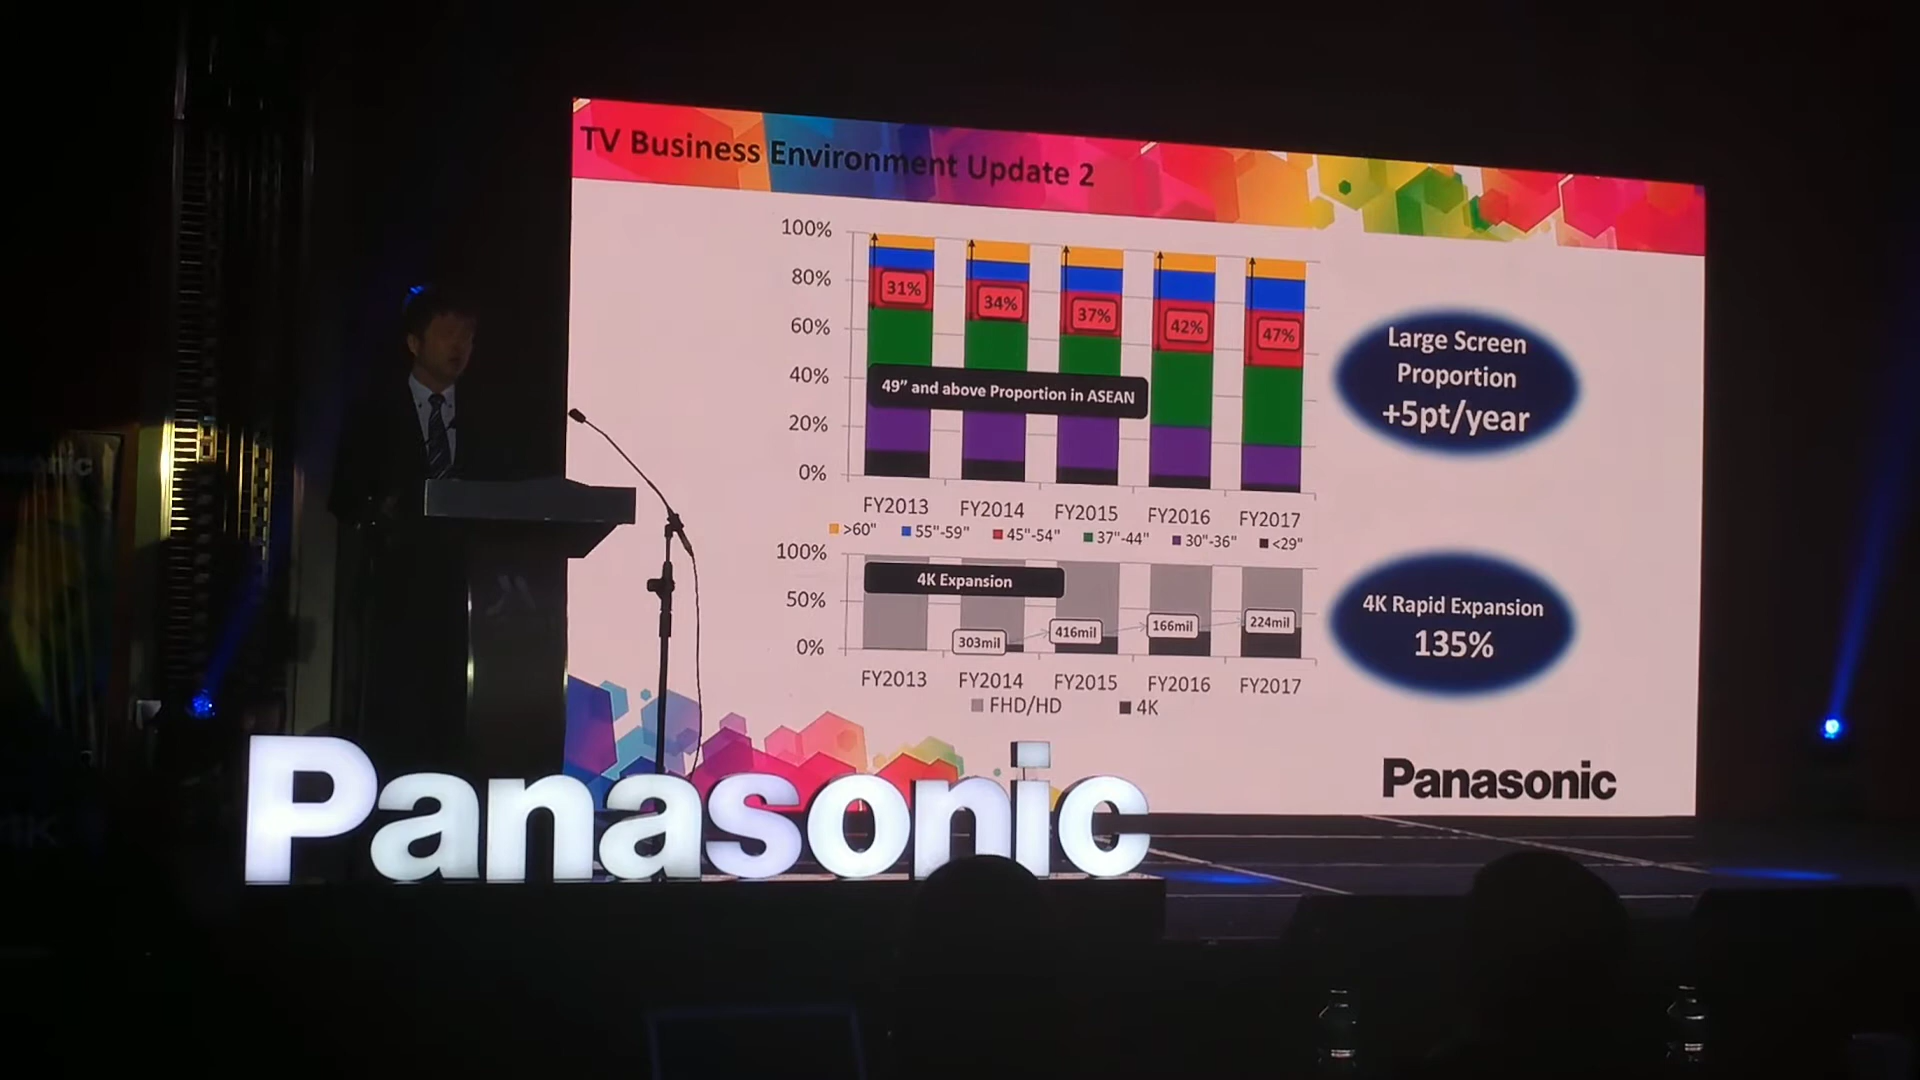 TV Business Environment Update 2
100%
80%
60%
40%
20%
0%
31%
34%
37%
42%
47%
49” and above Proportion in ASEAN
FY2013 FY2014 FY2015 FY2016 FY2017
>60" 55"-59" 45"-54" 37"-44" 30"-36" <29"
Large Screen
Proportion
+5pt/year
100%
50%
0%
4K Expansion
303mil
416mil
166mil
224mil
FY2013 FY2014 FY2015 FY2016 FY2017
FHD/HD 4K
4K Rapid Expansion
135%
Panasonic
Panasonic
sonic
4K